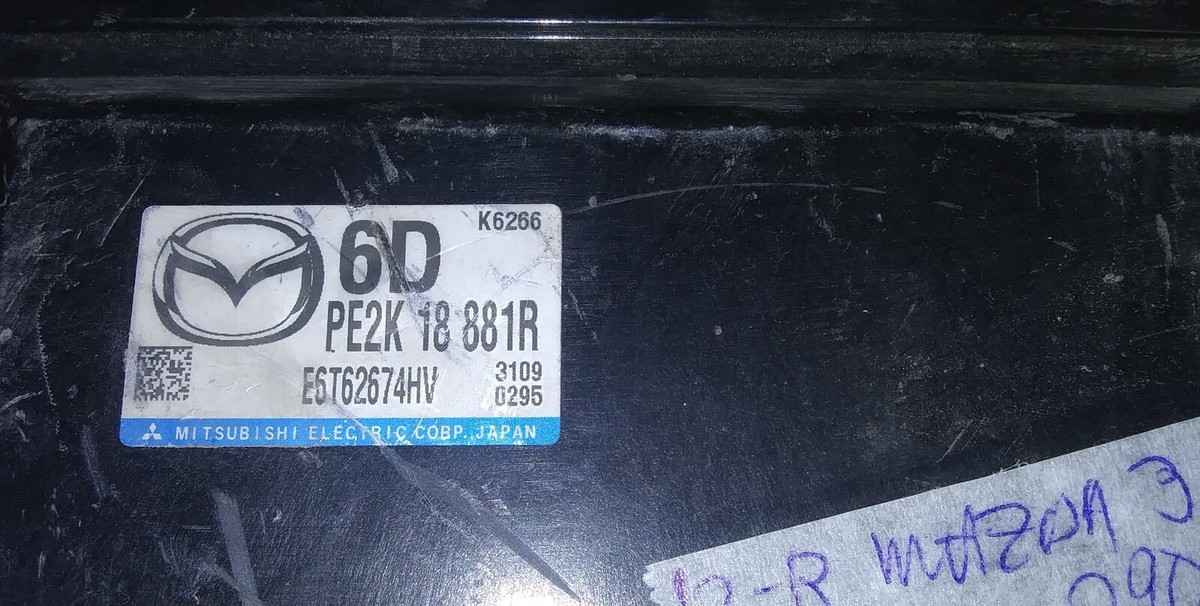 6D K6266
PE2K 18 881R
E6T62674HV 3109
0295
MITSUBISHI ELECTRIC CORP. JAPAN
MAZDA 3